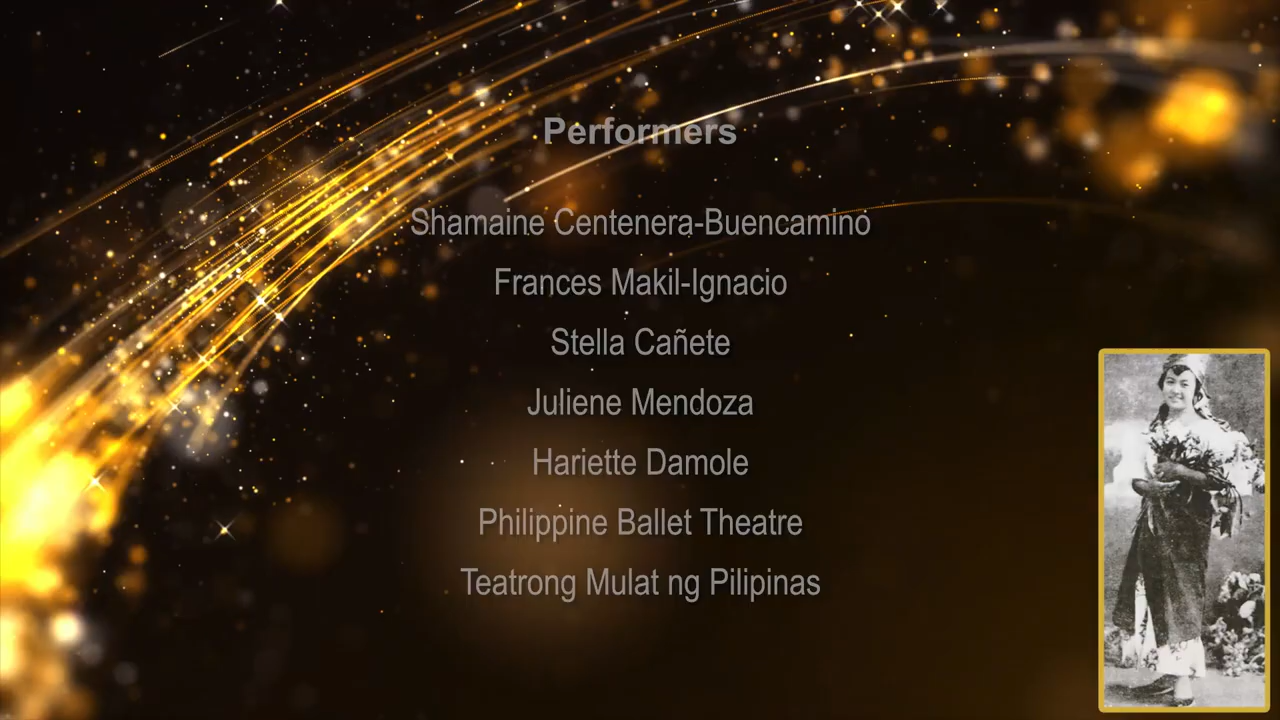 Performers
Shamaine Centenera-Buencamino
Frances Makil-Ignacio
Stella Cañete
Juliene Mendoza
Hariette Damole
Philippine Ballet Theatre
Teatrong Mulat ng Pilipinas